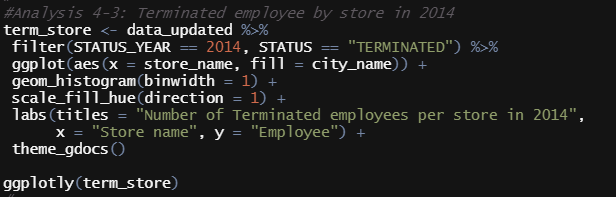 #Analysis 4-3: Terminated employee by store in 2014
term_store <- data_updated %>%
 filter(STATUS_YEAR == 2014, STATUS == "TERMINATED") %>%
 ggplot(aes(x = store_name, fill = city_name)) +
 geom_histogram(binwidth = 1) +
 scale_fill_hue(direction = 1) +
 labs(titles = "Number of Terminated employees per store in 2014",
      x = "Store name", y = "Employee") +
 theme_gdocs()

ggplotly(term_store)